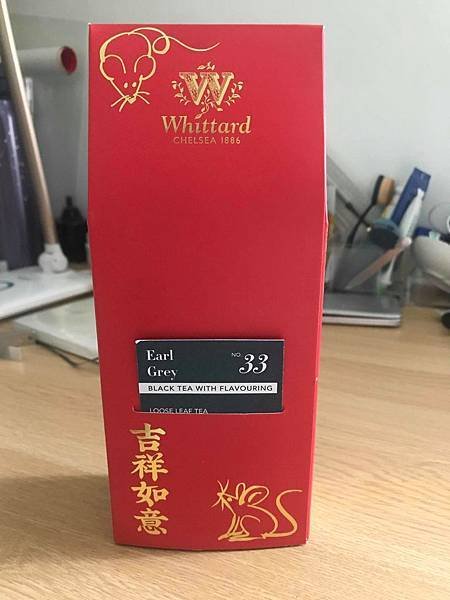 W
Whittard
CHELSEA 1886
Earl
Grey
NO. 33
BLACK TEA WITH FLAVOURING
LOOSE LEAF TEA
吉祥如意